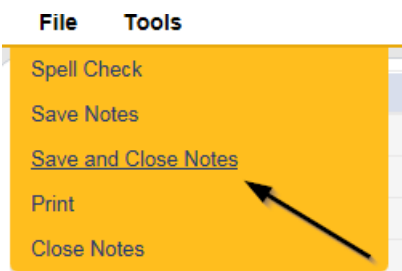 File Tools
Spell Check
Save Notes
Save and Close Notes
Print
Close Notes